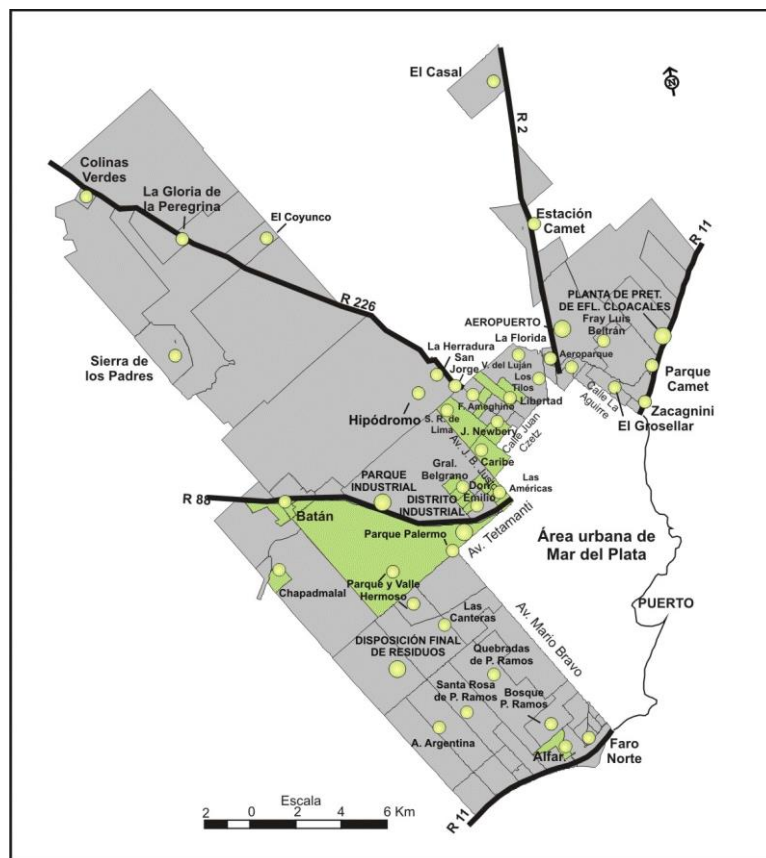 El Casal
R 2
N
Colinas
Verdes
La Gloria de
la Peregrina
El Coyunco
Estación
Camet
R 11
R 226
PLANTA DE PRET.
DE EFL. CLOACALES
Fray Luis
Beltrán
AEROPUERTO
La Florida
La Herradura
San
Jorge
V. del Luján
Aeroparque
Sierra de
los Padres
Los
Tilos
Parque
Camet
Hipódromo
F. Ameghino
Libertad
Calle La
Aguirre
El Grosellar
Zacagnini
S. R. de
Lima
J. Newbery
Calle Juan
Czetz
Av. J. B. Justo
Caribe
Gral.
Belgrano
Don
Emilio
Las
Américas
PARQUE
INDUSTRIAL
DISTRITO
INDUSTRIAL
R 88
Batán
Parque Palermo
Av. Tetamanti
Área urbana de
Mar del Plata
Chapadmalal
Parque y Valle
Hermoso
Las
Canteras
Av. Mario Bravo
PUERTO
DISPOSICIÓN FINAL
DE RESIDUOS
Quebradas
de P. Ramos
Santa Rosa
de P. Ramos
Bosque
P. Ramos
A. Argentina
Alfar.
Faro
Norte
R 11
Escala
2 0 2 4 6 Km